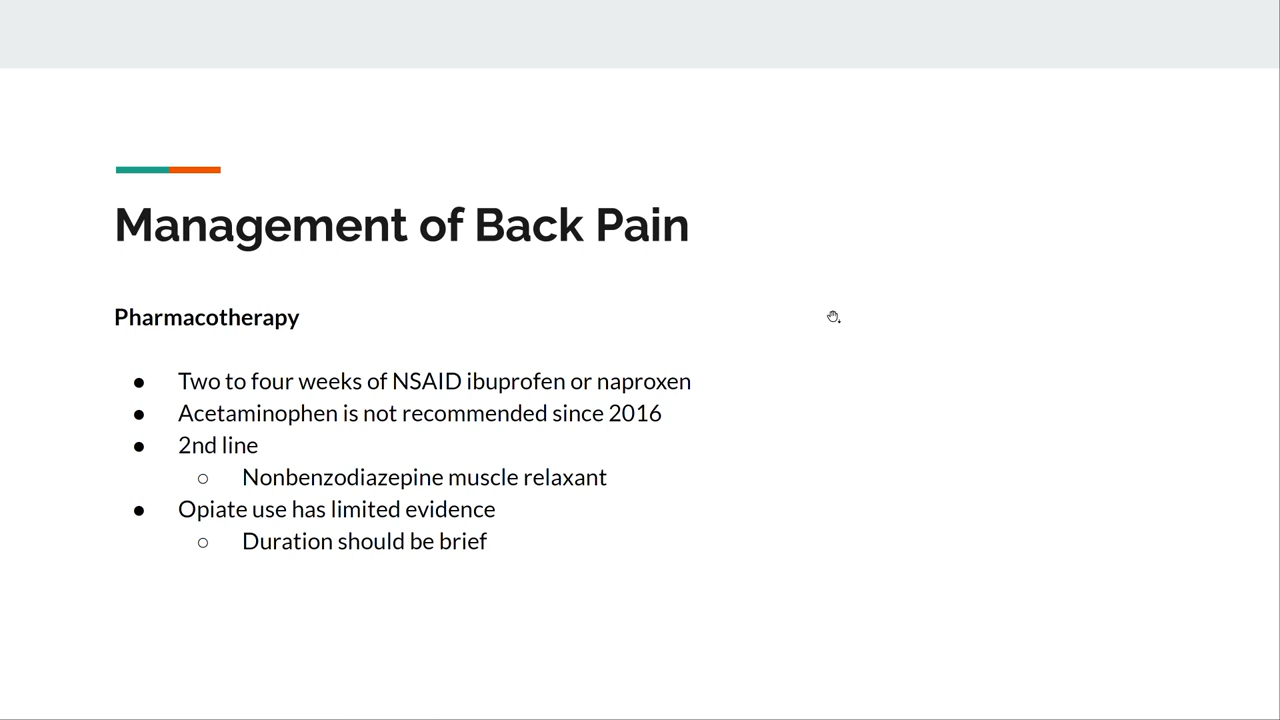 Management of Back Pain
Pharmacotherapy
● Two to four weeks of NSAID ibuprofen or naproxen
● Acetaminophen is not recommended since 2016
● 2nd line
○ Nonbenzodiazepine muscle relaxant
● Opiate use has limited evidence
○ Duration should be brief